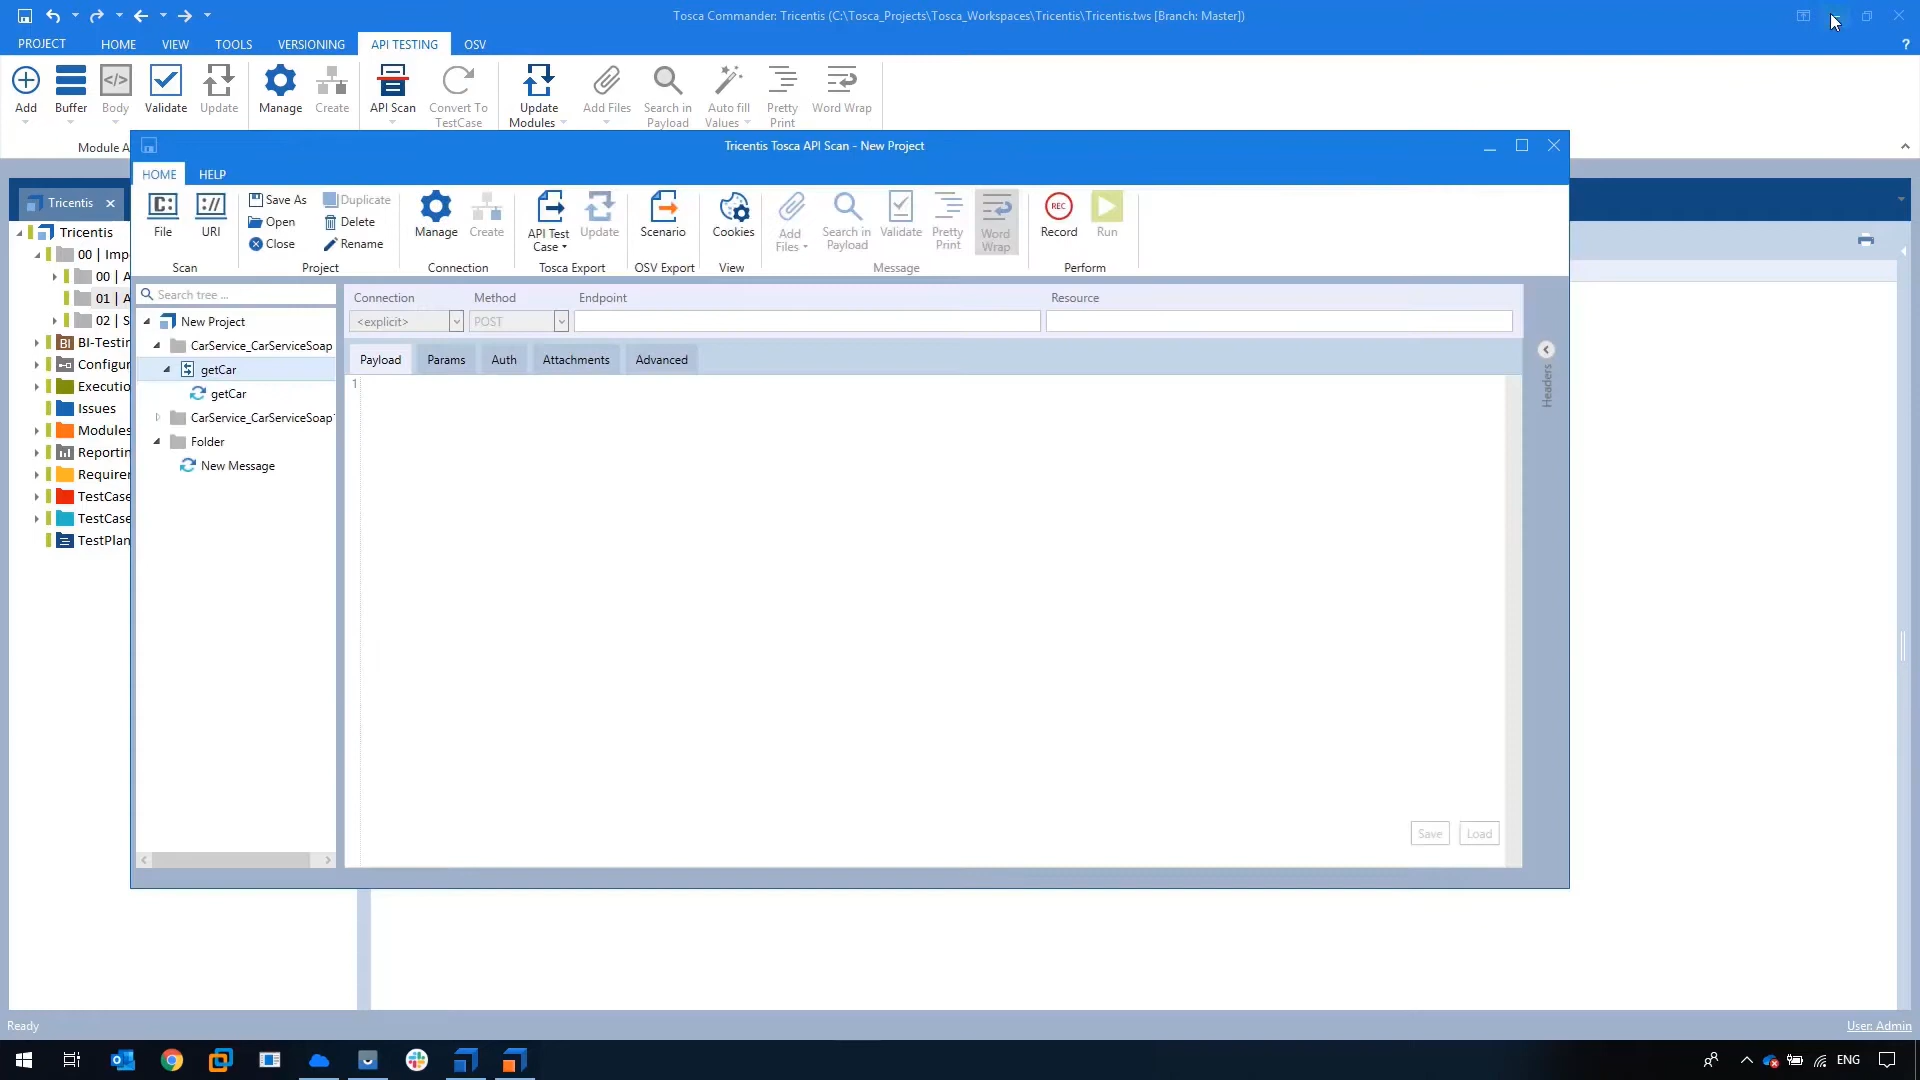 Tosca Commander: Tricentis (C:\Tosca_Projects\Tosca_Workspaces\Tricentis\Tricentis.tws [Branch: Master])
PROJECT HOME VIEW TOOLS VERSIONING API TESTING OSV ?
Add Buffer Body Validate Update Manage Create API Scan Convert To TestCase Update Modules Add Files Search in Payload Auto fill Values Pretty Print Word Wrap
Module A
Tricentis Tosca API Scan - New Project
HOME HELP
File URI Save As Open Close Duplicate Delete Rename Manage Create API Test Case Update Scenario Cookies Add Files Search in Payload Validate Pretty Print Word Wrap REC Record Run
Scan Project Connection Tosca Export OSV Export View Message Perform
Tricentis
Tricentis
00 | Imp
00 | A
01 | A
02 | S
BI BI-Testin
Configur
Executio
Issues
Modules
Reportin
Requirer
TestCase
TestCase
TestPlan
Search tree ...
New Project
CarService_CarServiceSoap
getCar
getCar
CarService_CarServiceSoap
Folder
New Message
Connection Method Endpoint Resource
<explicit> POST
Payload Params Auth Attachments Advanced
1
Headers
Save Load
Ready
User: Admin
ENG